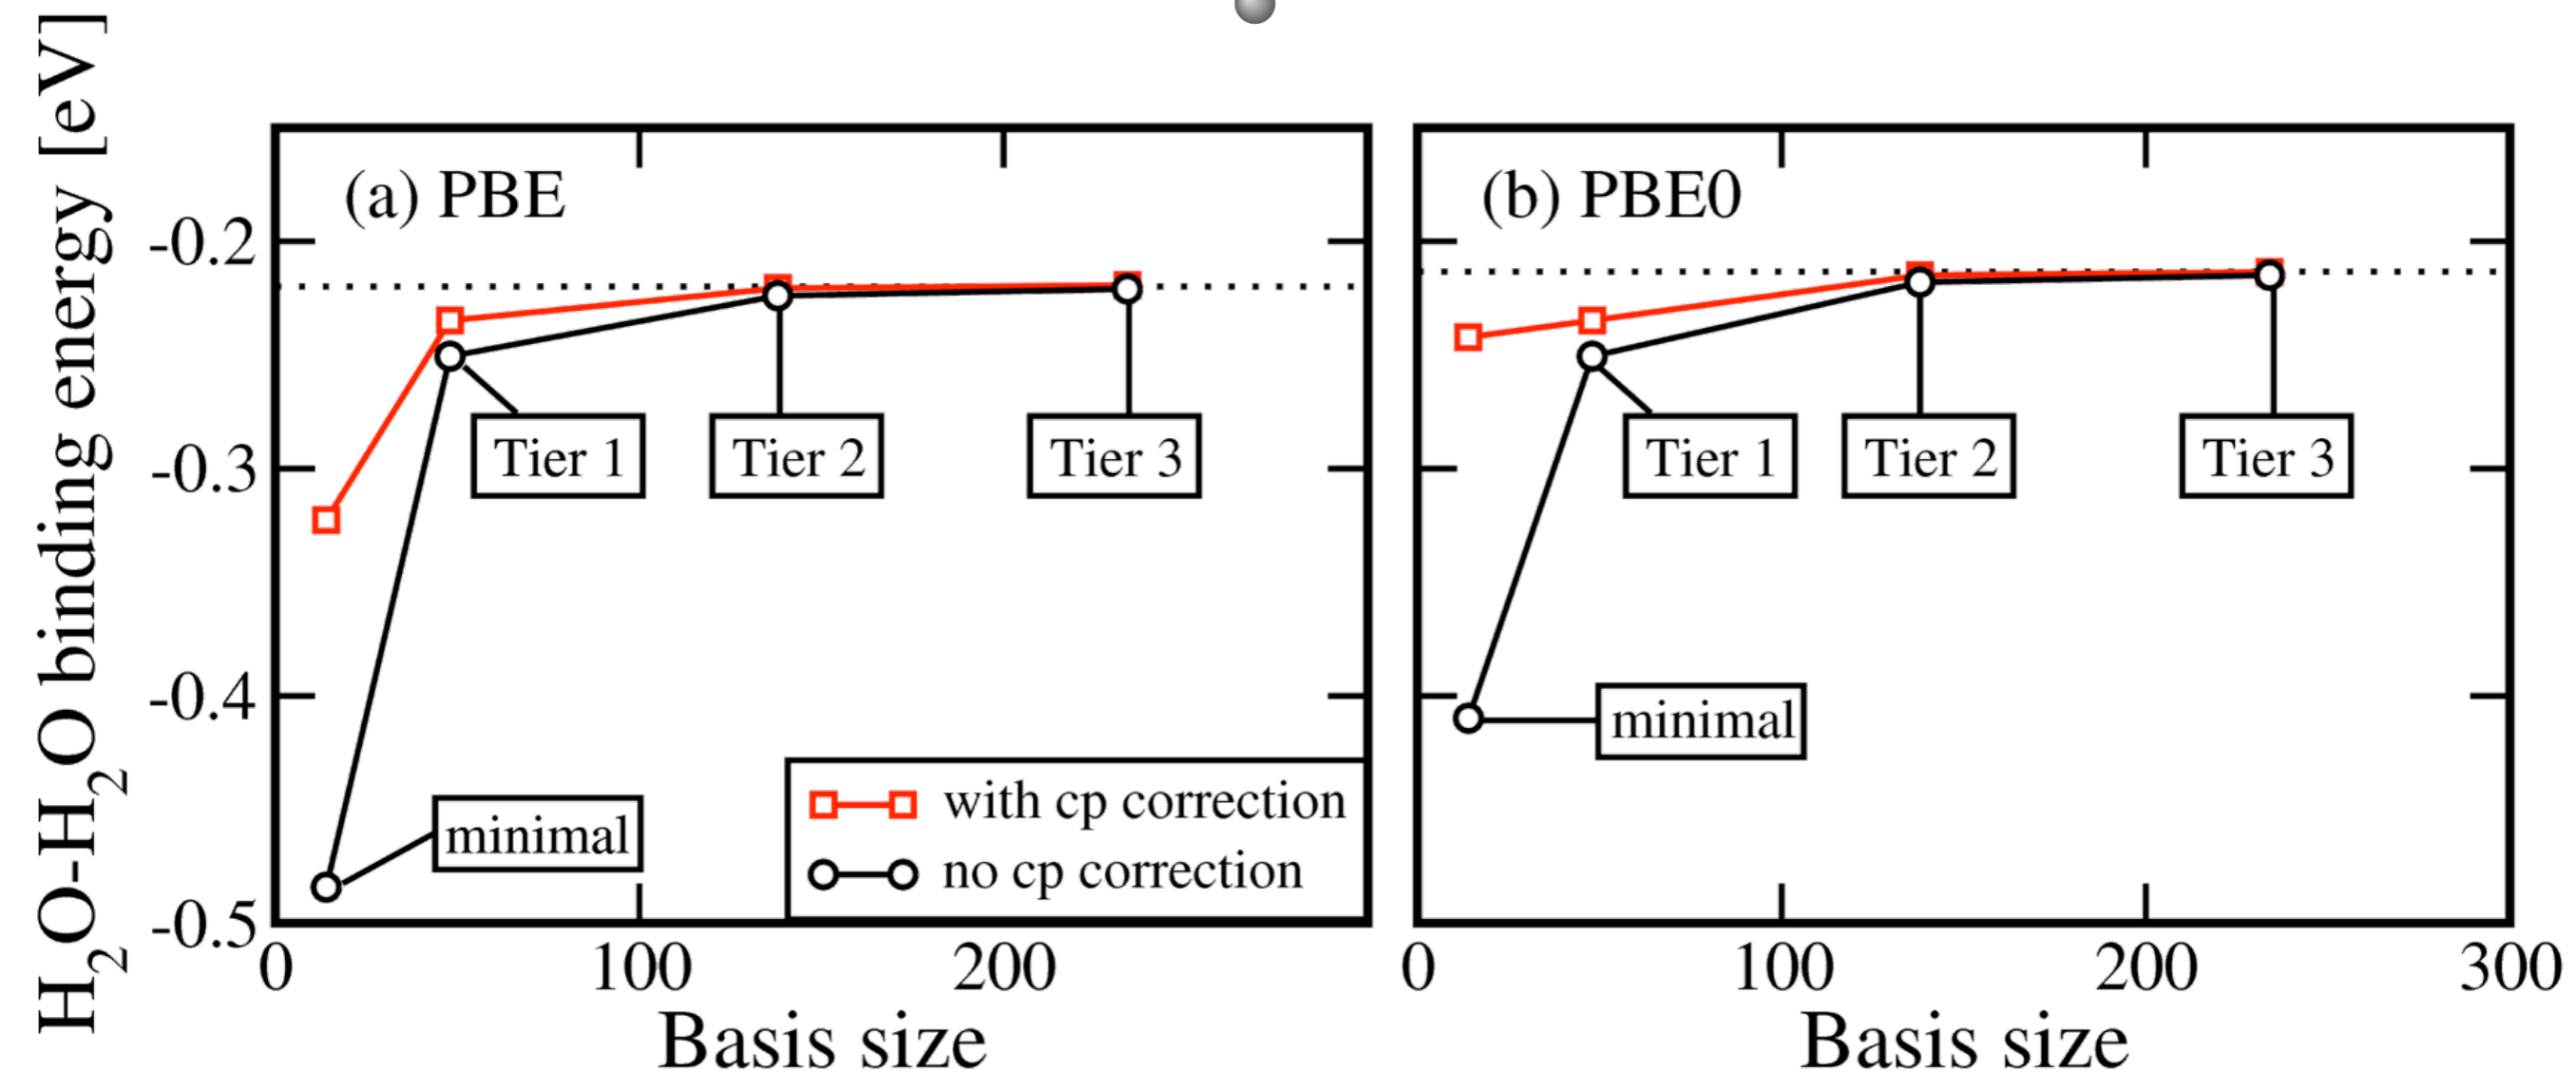 H2O-H2O binding energy [eV]
(a) PBE
(b) PBE0
-0.2
-0.3
-0.4
-0.5
Tier 1
Tier 2
Tier 3
Tier 1
Tier 2
Tier 3
minimal
minimal
with cp correction
no cp correction
0
100
200
0
100
200
300
Basis size
Basis size